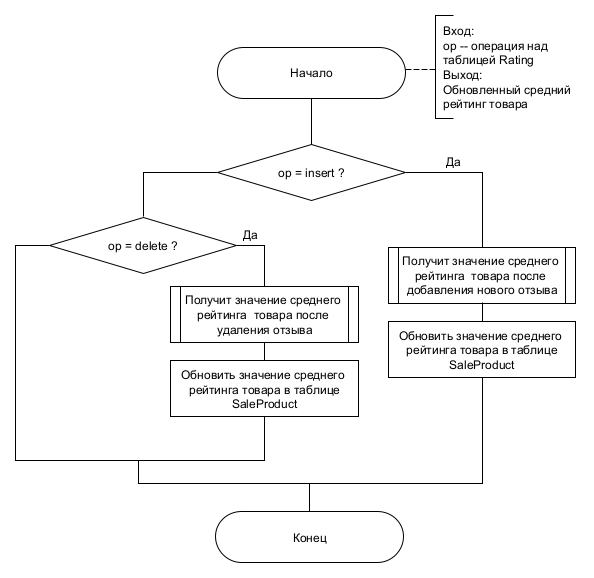 Вход:
op -- операция над
таблицей Rating
Выход:
Обновленный средний
рейтинг товара
Начало
op = insert ?
Да
op = delete ?
Да
Получит значение среднего
рейтинга товара после
добавления нового отзыва
Получит значение среднего
рейтинга товара после
удаления отзыва
Обновить значение среднего
рейтинга товара в таблице
SaleProduct
Обновить значение среднего
рейтинга товара в таблице
SaleProduct
Конец